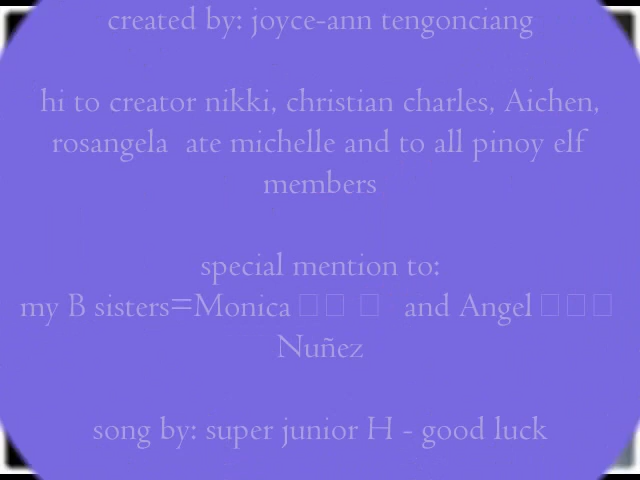 created by: joyce-ann tengonciang
hi to creator nikki, christian charles, Aichen,
rosangela ate michelle and to all pinoy elf
members
special mention to:
my B sisters=Monica □□ □ and Angel □□□
Nuñez
song by: super junior H - good luck